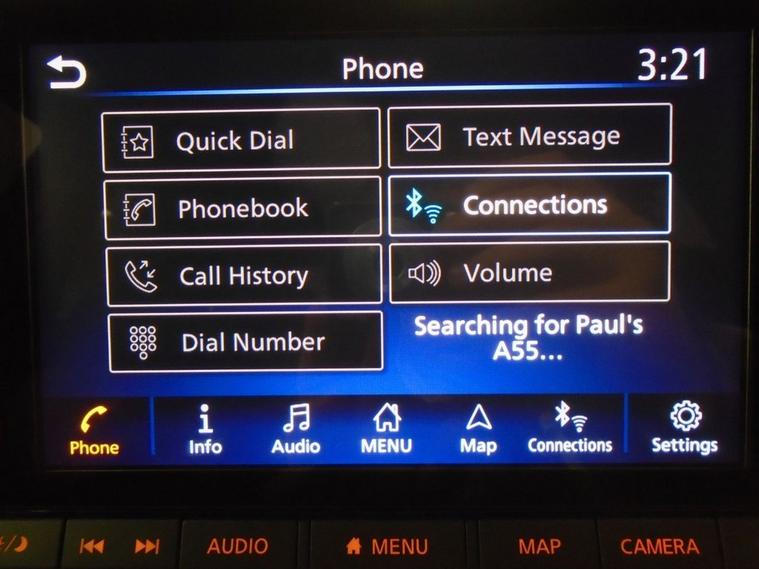 Phone 3:21
Quick Dial
Text Message
Phonebook
Connections
Call History
Volume
Dial Number
Searching for Paul's
A55...
Phone
Info
Audio
MENU
Map
Connections
Settings
AUDIO
MENU
MAP
CAMERA